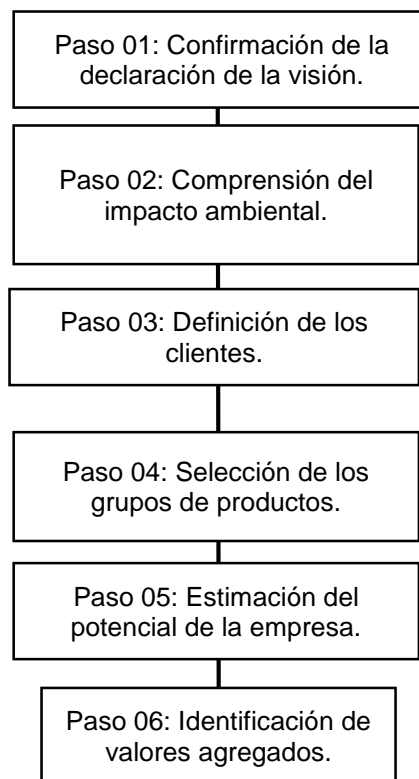 Paso 01: Confirmación de la
declaración de la visión.
Paso 02: Comprensión del
impacto ambiental.
Paso 03: Definición de los
clientes.
Paso 04: Selección de los
grupos de productos.
Paso 05: Estimación del
potencial de la empresa.
Paso 06: Identificación de
valores agregados.